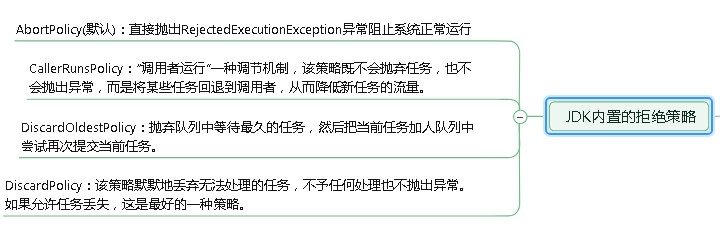 AbortPolicy(默认)：直接抛出RejectedExecutionException异常阻止系统正常运行
CallerRunsPolicy："调用者运行"一种调节机制，该策略既不会抛弃任务，也不
会抛出异常，而是将某些任务回退到调用者，从而降低新任务的流量。
DiscardOldestPolicy：抛弃队列中等待最久的任务，然后把当前任务加人队列中
尝试再次提交当前任务。
DiscardPolicy：该策略默默地丢弃无法处理的任务，不予任何处理也不抛出异常。
如果允许任务丢失，这是最好的一种策略。
JDK内置的拒绝策略